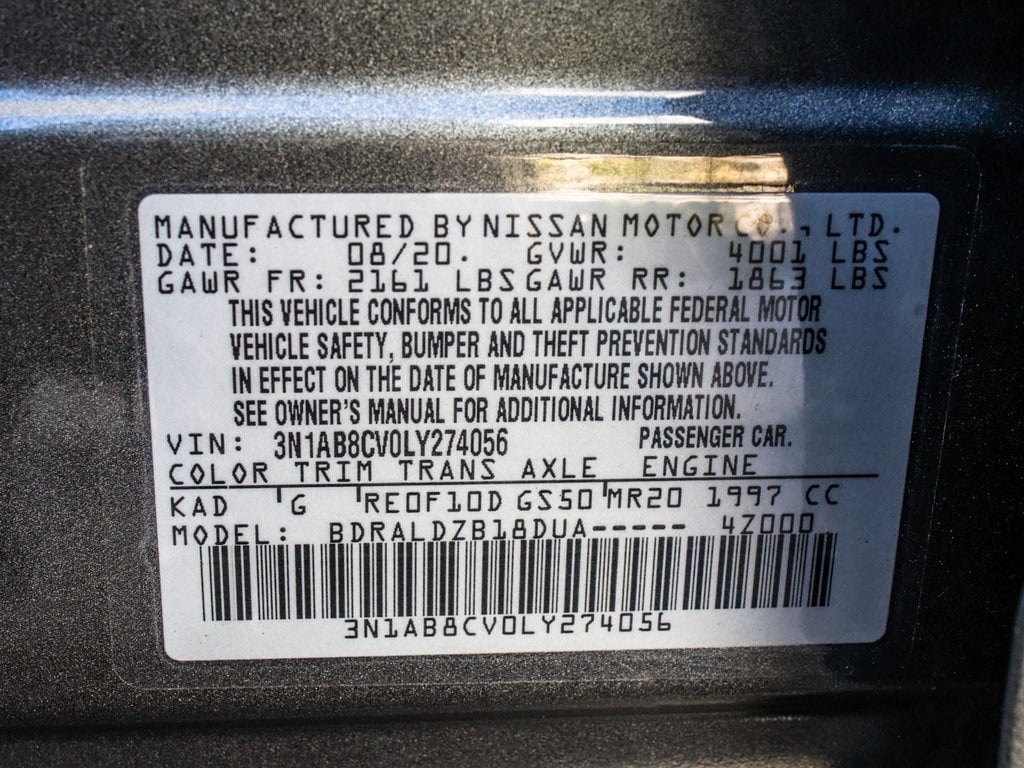 MANUFACTURED BY NISSAN MOTOR CO., LTD.
DATE: 08/20. GVWR: 4001 LBS
GAWR FR: 2161 LBS GAWR RR: 1863 LBS
THIS VEHICLE CONFORMS TO ALL APPLICABLE FEDERAL MOTOR
VEHICLE SAFETY, BUMPER AND THEFT PREVENTION STANDARDS
IN EFFECT ON THE DATE OF MANUFACTURE SHOWN ABOVE.
SEE OWNER'S MANUAL FOR ADDITIONAL INFORMATION.
VIN: 3N1AB8CV0LY274056 PASSENGER CAR.
COLOR TRIM TRANS AXLE ENGINE
KAD G RE0F10D GS50 MR20 1997 CC
MODEL: BDRALDZB18DUA----- 4Z000
3N1AB8CV0LY274056